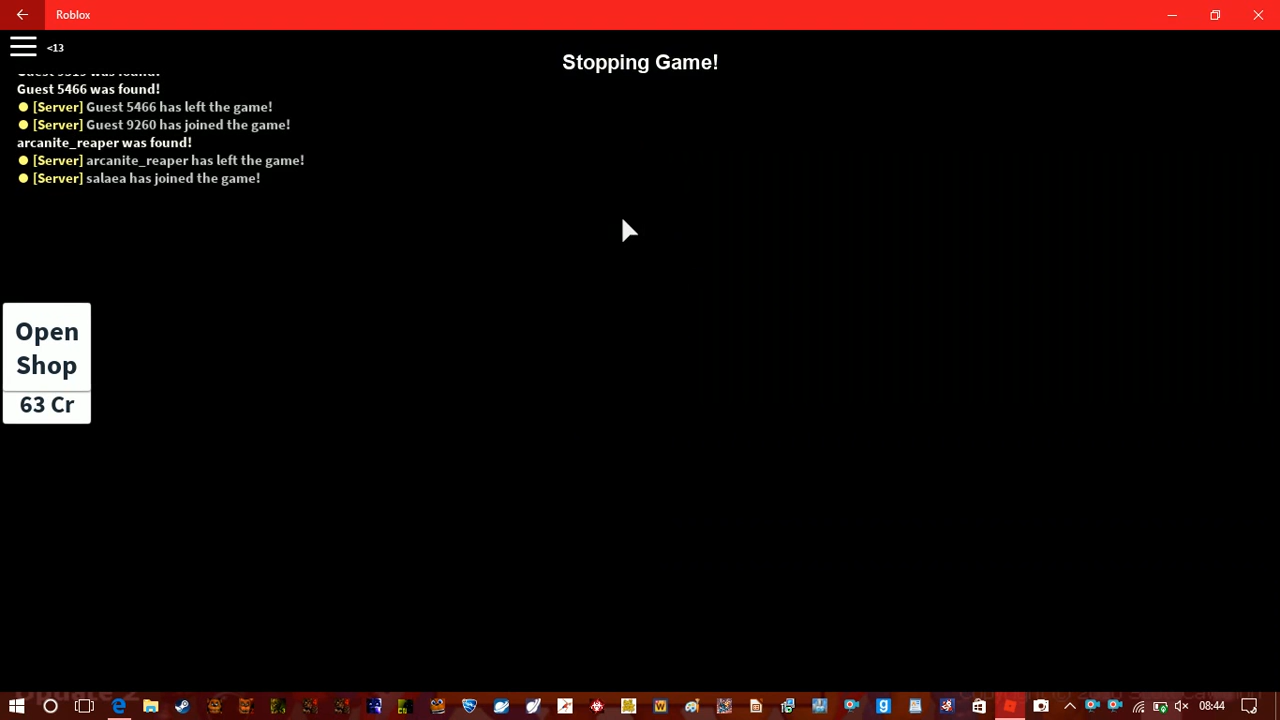 Roblox
<13
Stopping Game!
Guest 5466 was found!
[Server] Guest 5466 has left the game!
[Server] Guest 9260 has joined the game!
arcanite_reaper was found!
[Server] arcanite_reaper has left the game!
[Server] salaea has joined the game!
Open
Shop
63 Cr
08:44